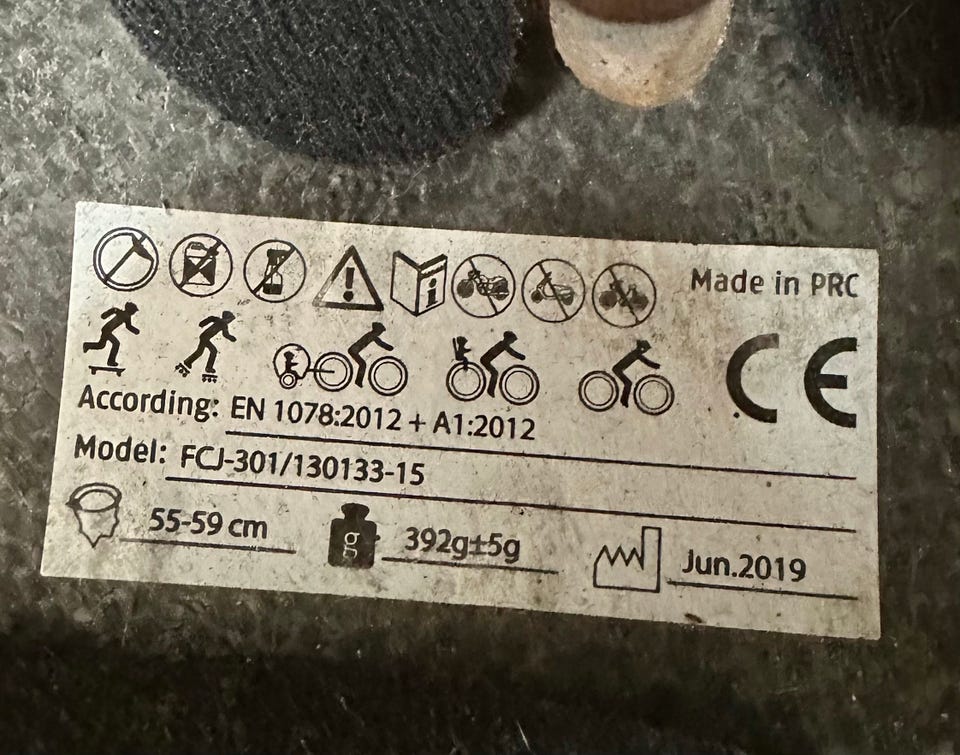 Made in PRC
CE
According: EN 1078:2012 + A1:2012
Model: FCJ-301/130133-15
55-59 cm
g
392g±5g
Jun.2019